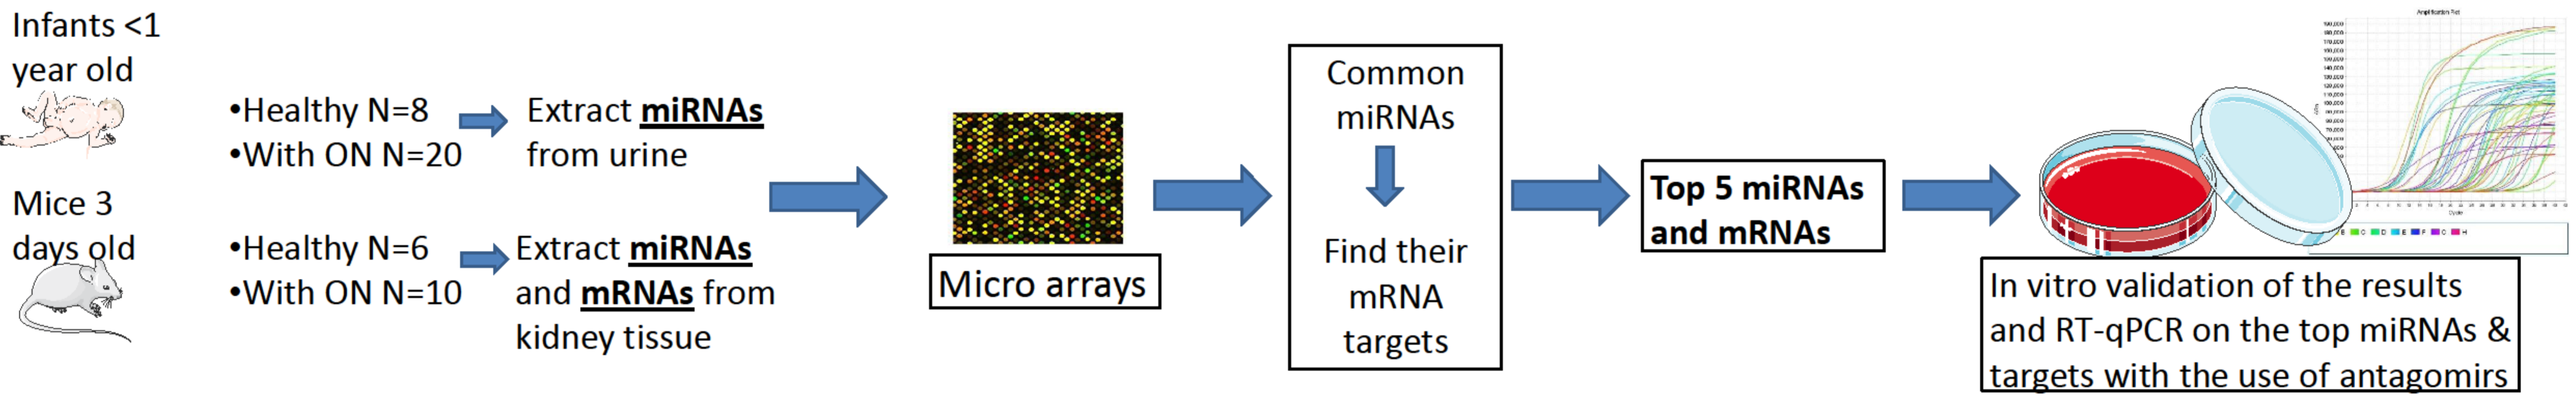 Infants <1
year old
•Healthy N=8
•With ON N=20
Extract miRNAs
from urine
Mice 3
days old
•Healthy N=6
•With ON N=10
Extract miRNAs
and mRNAs from
kidney tissue
Micro arrays
Common
miRNAs
Find their
mRNA
targets
Top 5 miRNAs
and mRNAs
Amplification Plot
In vitro validation of the results
and RT-qPCR on the top miRNAs &
targets with the use of antagomirs